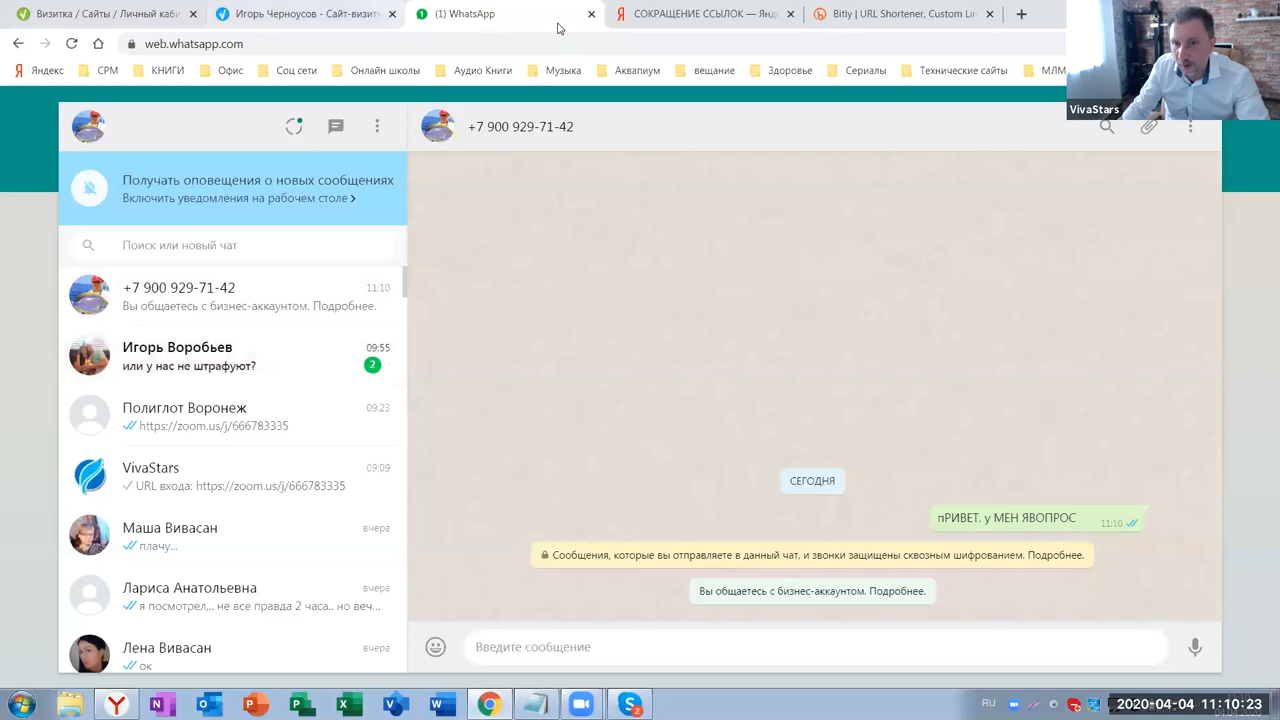 Визитка / Сайты / Личный каби
Игорь Черноусов - Сайт-визитк
(1) WhatsApp
СОКРАЩЕНИЕ ССЫЛОК — Янд
Bitly | URL Shortener, Custom Lin
web.whatsapp.com
Яндекс
СРМ
КНИГИ
Офис
Соц сети
Онлайн школы
Аудио Книги
Музыка
Аквапиум
вещание
Здоровье
Сериалы
Технические сайты
МЛМ
VivaStars
+7 900 929-71-42
Получать оповещения о новых сообщениях
Включить уведомления на рабочем столе >
Поиск или новый чат
+7 900 929-71-42 11:10
Вы общаетесь с бизнес-аккаунтом. Подробнее.
Игорь Воробьев 09:55
или у нас не штрафуют? 2
Полиглот Воронеж 09:23
https://zoom.us/j/666783335
VivaStars 09:09
URL входа: https://zoom.us/j/666783335
Маша Вивасан вчера
плачу...
Лариса Анатольевна вчера
я посмотрел,.. не все правда 2 часа.. но веч...
Лена Вивасан вчера
ок
СЕГОДНЯ
пРИВЕТ. у МЕН ЯВОПРОС 11:10
Сообщения, которые вы отправляете в данный чат, и звонки защищены сквозным шифрованием. Подробнее.
Вы общаетесь с бизнес-аккаунтом. Подробнее.
Введите сообщение
RU
2020-04-04 11:10:23